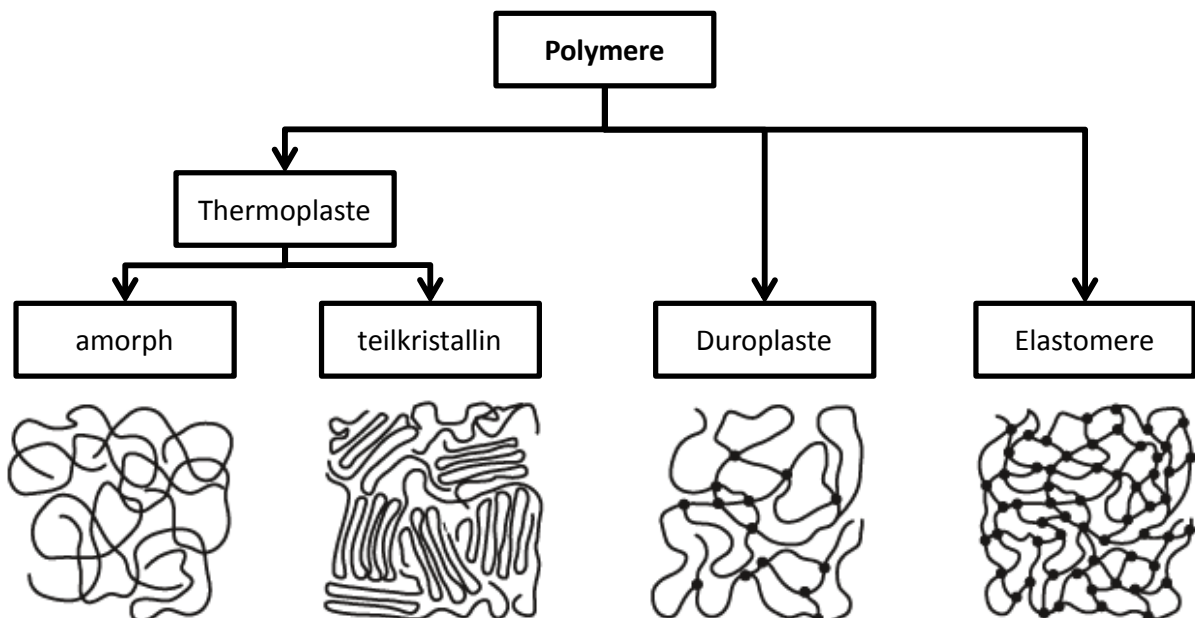 Polymere
Thermoplaste
amorph
teilkristallin
Duroplaste
Elastomere